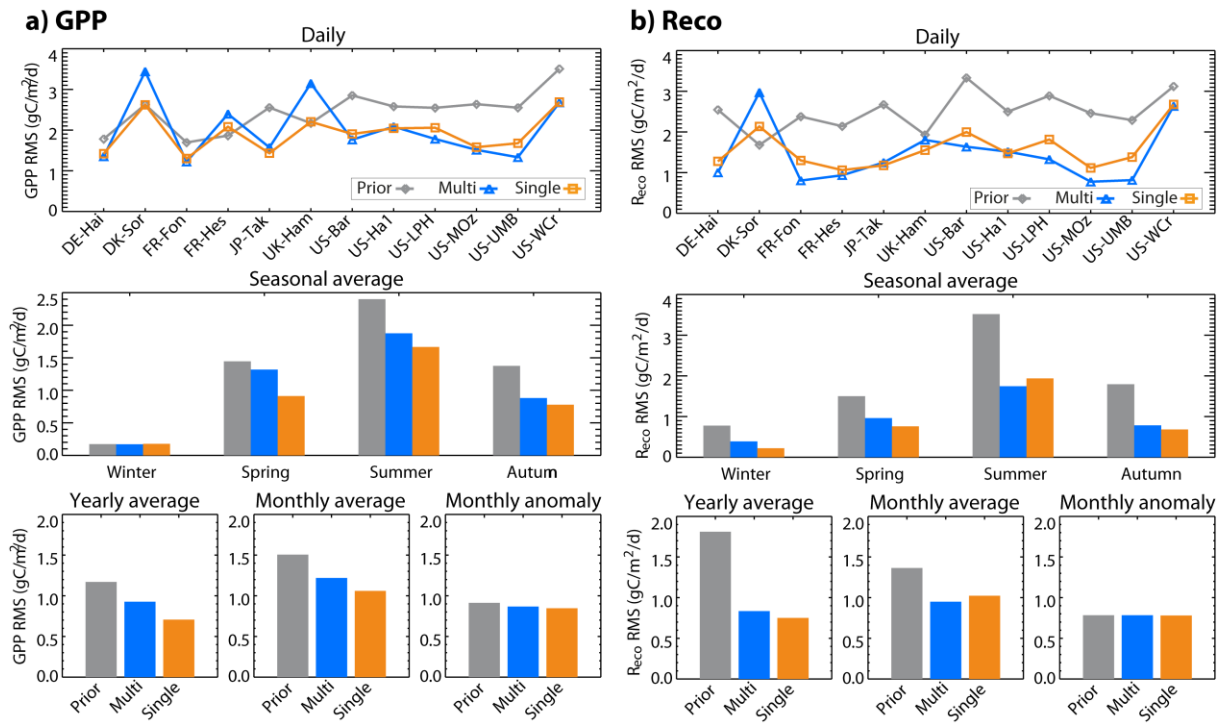 a) GPP
Daily
GPP RMS (gC/m²/d)
4
3
2
1
0
Prior Multi Single
DE-Hai DK-Sor FR-Fon FR-Hes JP-Tak UK-Ham US-Bar US-Ha1 US-LPH US-MOz US-UMB US-WCr
Seasonal average
GPP RMS (gC/m²/d)
2.5
2.0
1.5
1.0
0.5
0.0
Winter Spring Summer Autumn
Yearly average Monthly average Monthly anomaly
GPP RMS (gC/m²/d)
2.0 2.0 2.0
1.5 1.5 1.5
1.0 1.0 1.0
0.5 0.5 0.5
0.0 0.0 0.0
Prior Multi Single Prior Multi Single Prior Multi Single
b) Reco
Daily
Reco RMS (gC/m²/d)
4
3
2
1
0
Prior Multi Single
DE-Hai DK-Sor FR-Fon FR-Hes JP-Tak UK-Ham US-Bar US-Ha1 US-LPH US-MOz US-UMB US-WCr
Seasonal average
Reco RMS (gC/m²/d)
4
3
2
1
0
Winter Spring Summer Autumn
Yearly average Monthly average Monthly anomaly
Reco RMS (gC/m²/d)
2.0 2.0 2.0
1.5 1.5 1.5
1.0 1.0 1.0
0.5 0.5 0.5
0.0 0.0 0.0
Prior Multi Single Prior Multi Single Prior Multi Single